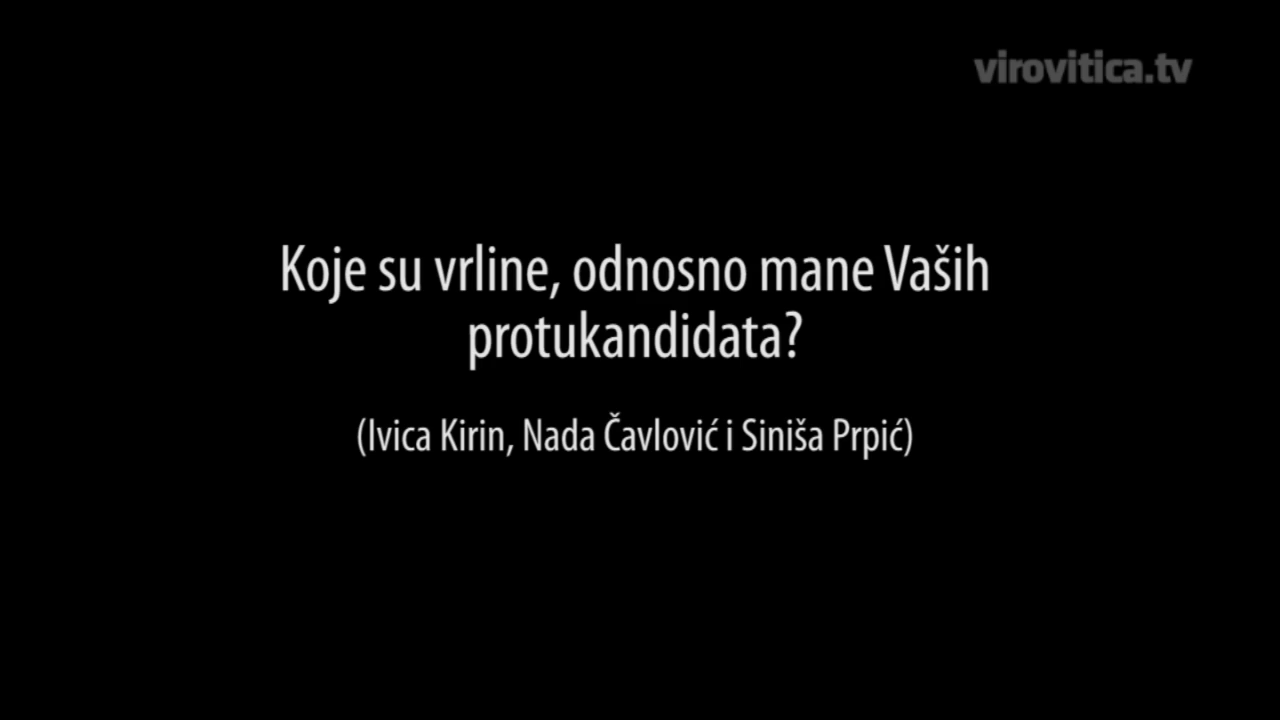 virovitica.tv
Koje su vrline, odnosno mane Vaših
protukandidata?
(Ivica Kirin, Nada Čavlović i Siniša Prpić)